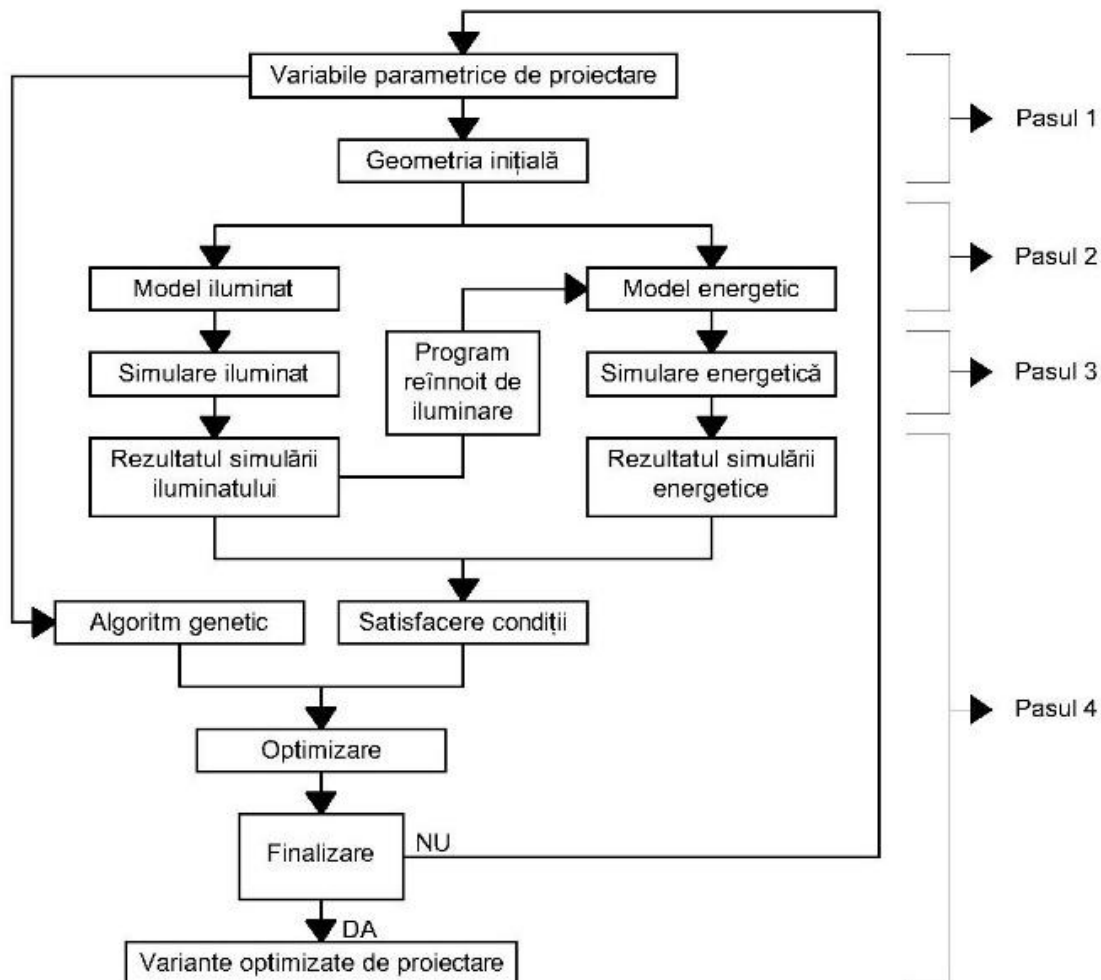 Variabile parametrice de proiectare
Pasul 1
Geometria inițială
Pasul 2
Model iluminat
Model energetic
Program
reînnoit de
iluminare
Simulare iluminat
Simulare energetică
Pasul 3
Rezultatul simulării
iluminatului
Rezultatul simulării
energetice
Algoritm genetic
Satisfacere condiții
Pasul 4
Optimizare
Finalizare
NU
DA
Variante optimizate de proiectare